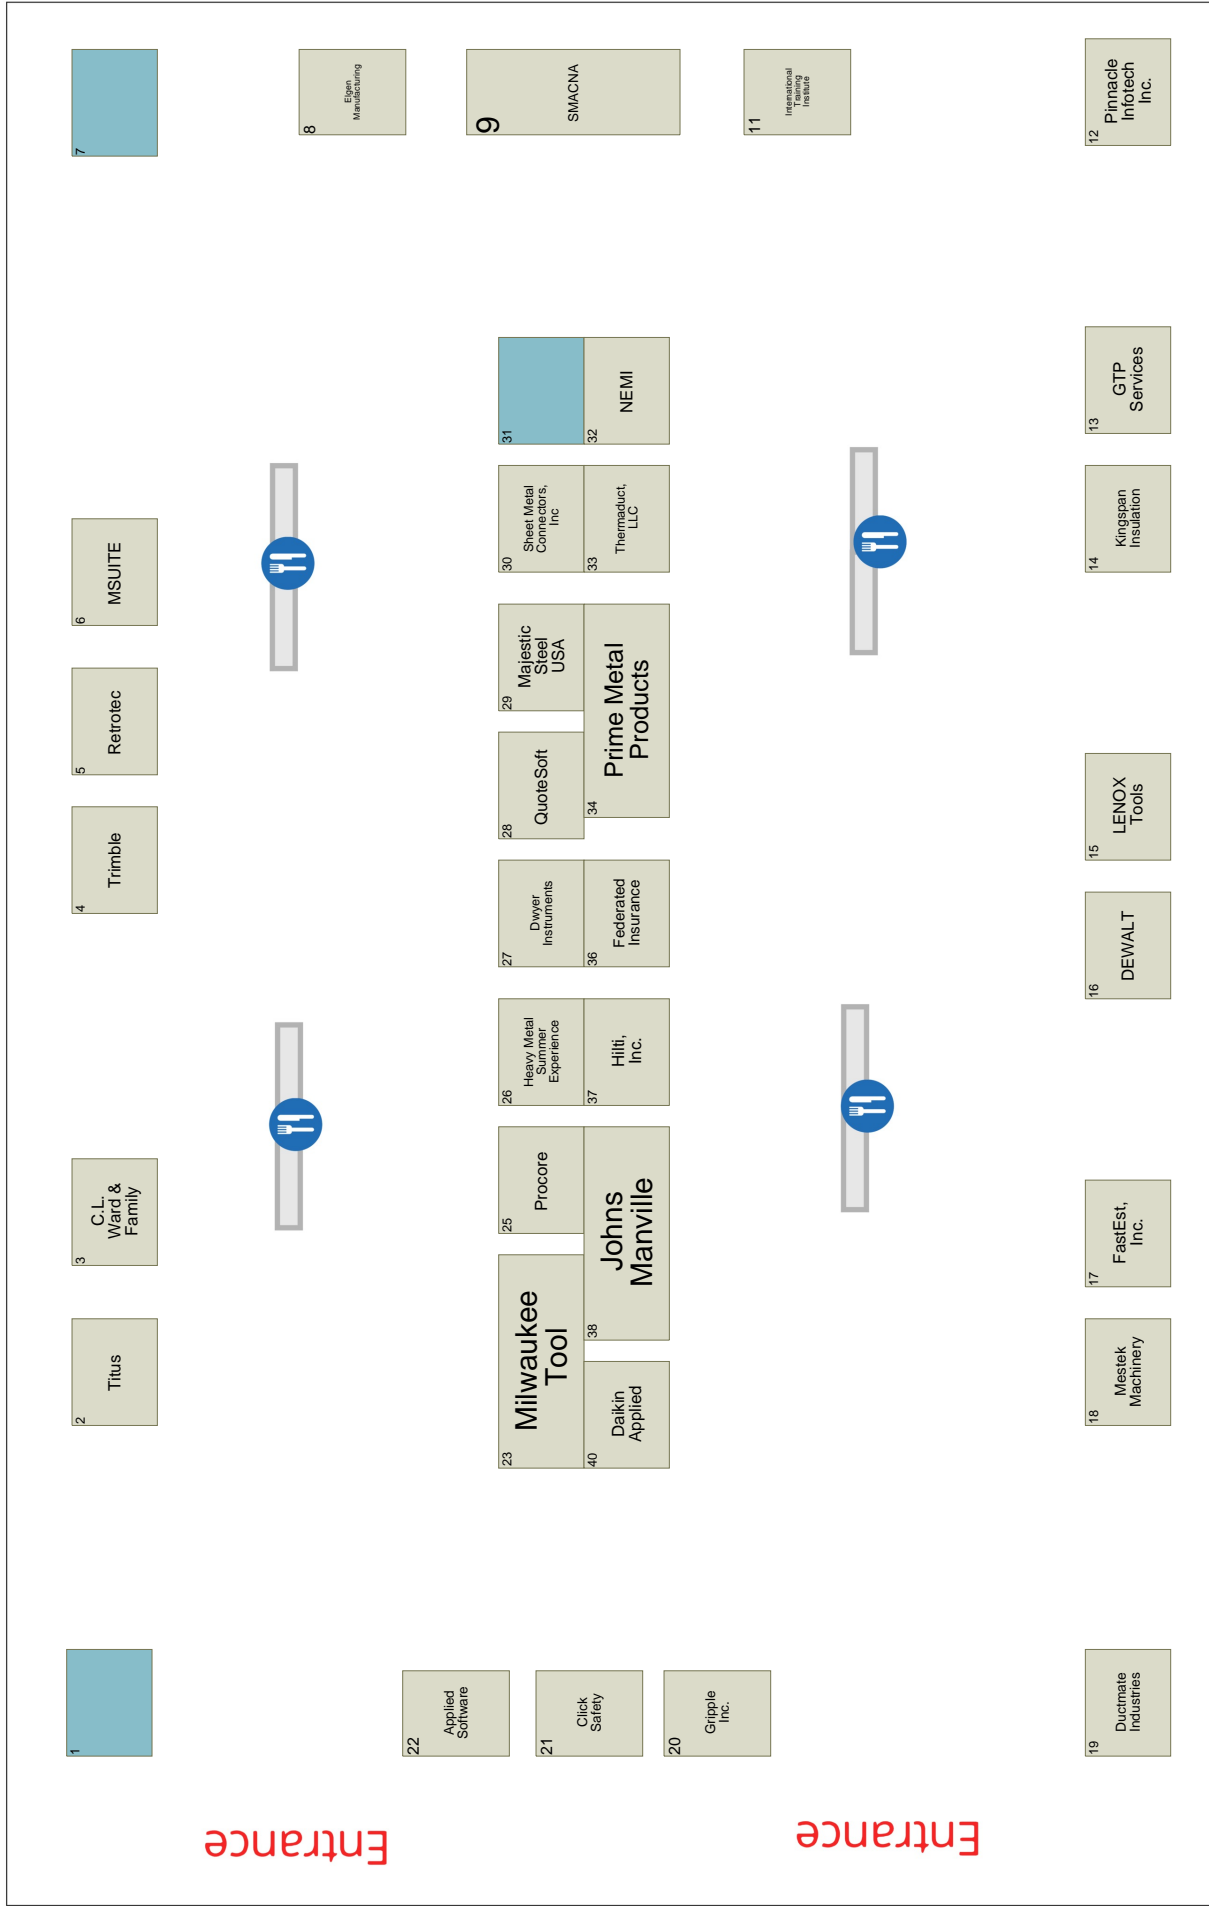 1
2
Titus
3
C.L.
Ward &
Family
4
Trimble
5
Retrotec
6
MSUITE
7
8
Elgen
Manufacturing
9
SMACNA
11
International
Training
Institute
12
Pinnacle
Infotech
Inc.
13
GTP
Services
14
Kingspan
Insulation
15
LENOX
Tools
16
DEWALT
17
FastEst,
Inc.
18
Mestek
Machinery
19
Ductmate
Industries
20
Gripple
Inc.
21
Click
Safety
22
Applied
Software
23
Milwaukee
Tool
25
Procore
26
Heavy Metal
Summer
Experience
27
Dwyer
Instruments
28
QuoteSoft
29
Majestic
Steel
USA
30
Sheet Metal
Connectors,
Inc
31
32
NEMI
33
Thermaduct,
LLC
34
Prime Metal
Products
36
Federated
Insurance
37
Hilti,
Inc.
38
Johns
Manville
40
Daikin
Applied
Entrance
Entrance